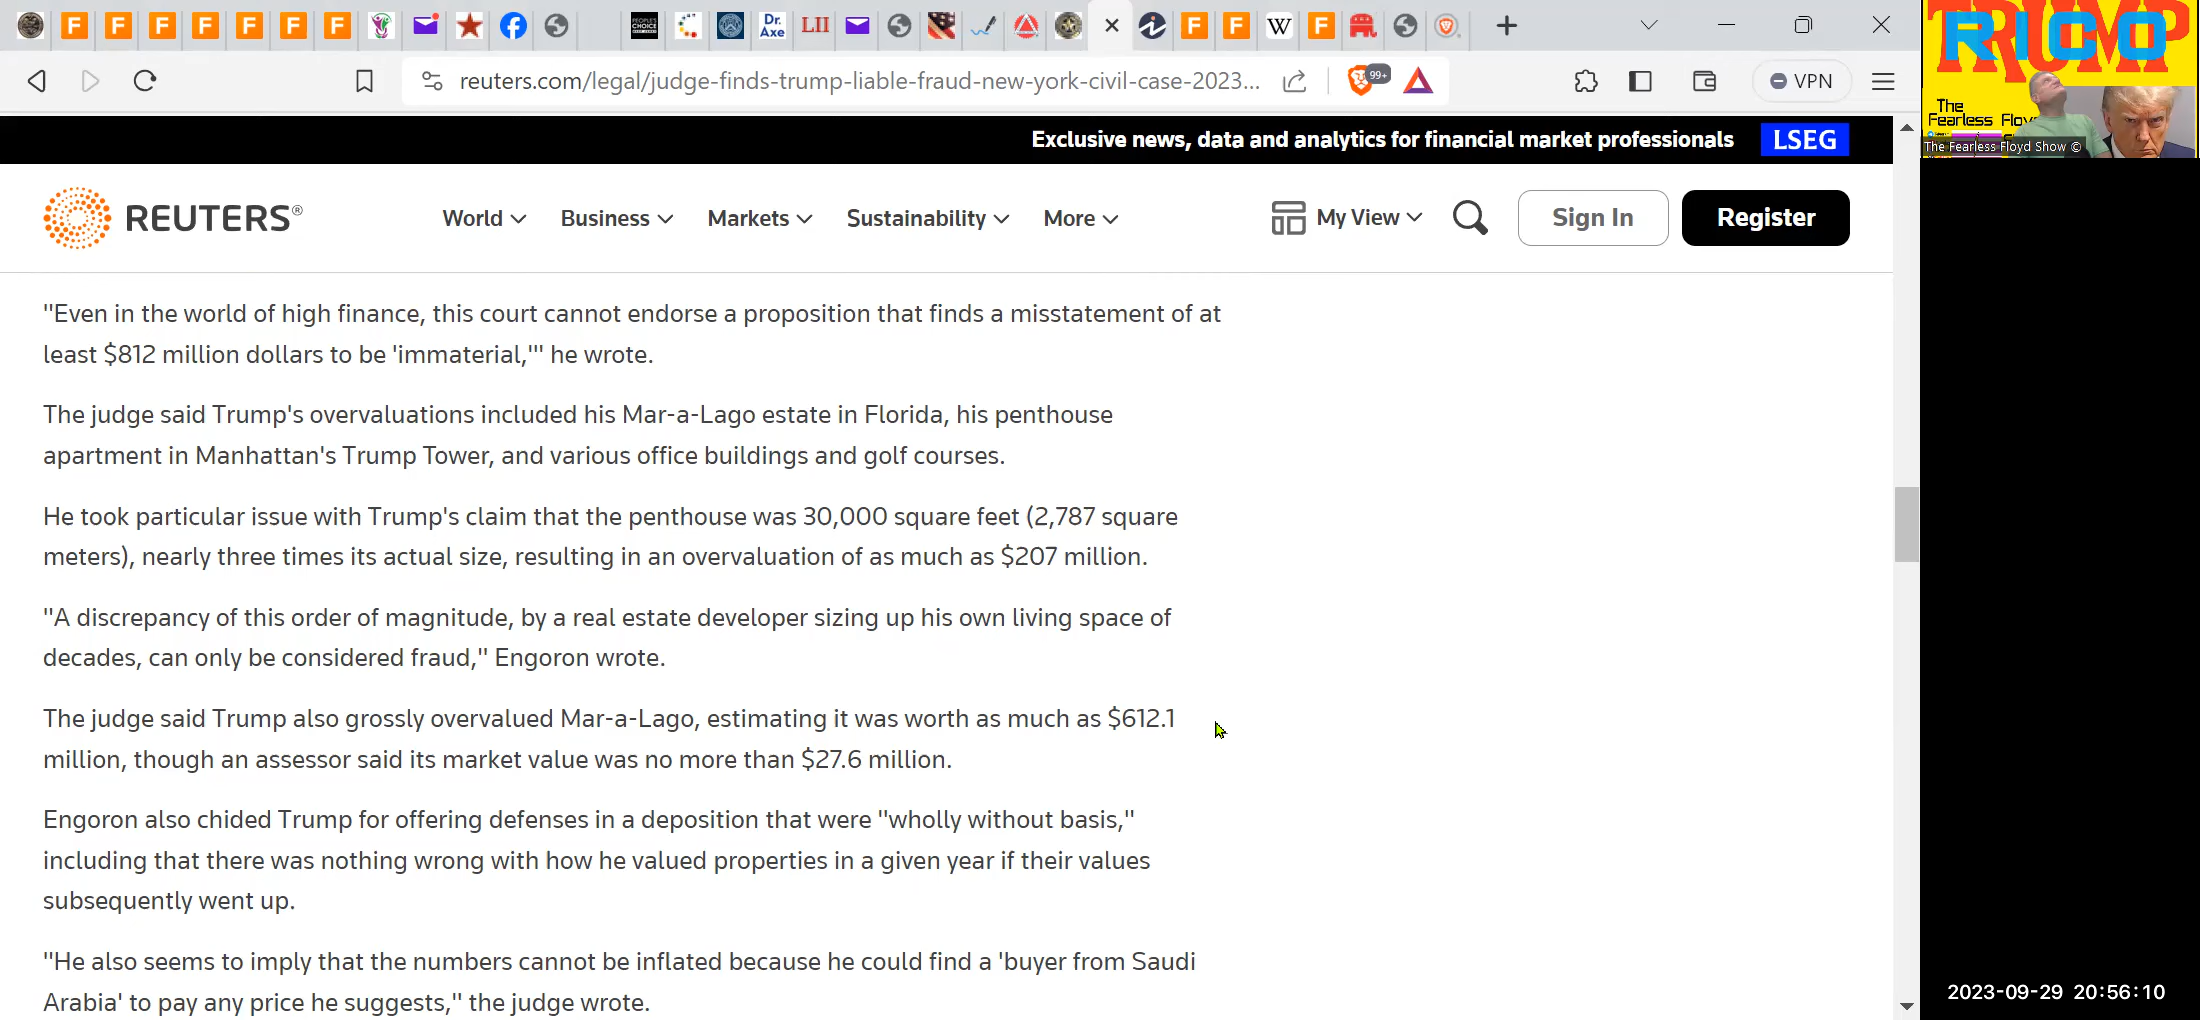 PEOPLE'S
CHOICE
Dr.
Axe
LII
W
reuters.com/legal/judge-finds-trump-liable-fraud-new-york-civil-case-2023...
99+
VPN
Exclusive news, data and analytics for financial market professionals
LSEG
REUTERS®
World
Business
Markets
Sustainability
More
My View
Sign In
Register
"Even in the world of high finance, this court cannot endorse a proposition that finds a misstatement of at
least $812 million dollars to be 'immaterial,'" he wrote.
The judge said Trump's overvaluations included his Mar-a-Lago estate in Florida, his penthouse
apartment in Manhattan's Trump Tower, and various office buildings and golf courses.
He took particular issue with Trump's claim that the penthouse was 30,000 square feet (2,787 square
meters), nearly three times its actual size, resulting in an overvaluation of as much as $207 million.
"A discrepancy of this order of magnitude, by a real estate developer sizing up his own living space of
decades, can only be considered fraud," Engoron wrote.
The judge said Trump also grossly overvalued Mar-a-Lago, estimating it was worth as much as $612.1
million, though an assessor said its market value was no more than $27.6 million.
Engoron also chided Trump for offering defenses in a deposition that were "wholly without basis,"
including that there was nothing wrong with how he valued properties in a given year if their values
subsequently went up.
"He also seems to imply that the numbers cannot be inflated because he could find a 'buyer from Saudi
Arabia' to pay any price he suggests," the judge wrote.
TRUMP
RICO
The
Fearless
The Fearless Floyd Show ©
2023-09-29 20:56:10